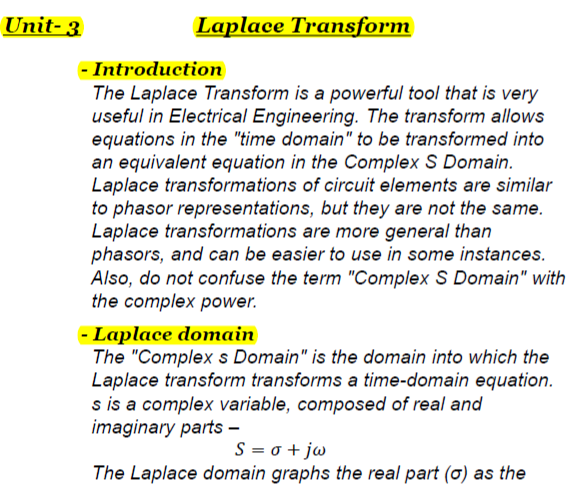 Unit- 3 Laplace Transform
- Introduction
The Laplace Transform is a powerful tool that is very
useful in Electrical Engineering. The transform allows
equations in the "time domain" to be transformed into
an equivalent equation in the Complex S Domain.
Laplace transformations of circuit elements are similar
to phasor representations, but they are not the same.
Laplace transformations are more general than
phasors, and can be easier to use in some instances.
Also, do not confuse the term "Complex S Domain" with
the complex power.
- Laplace domain
The "Complex s Domain" is the domain into which the
Laplace transform transforms a time-domain equation.
s is a complex variable, composed of real and
imaginary parts –
S = σ + jω
The Laplace domain graphs the real part (σ) as the